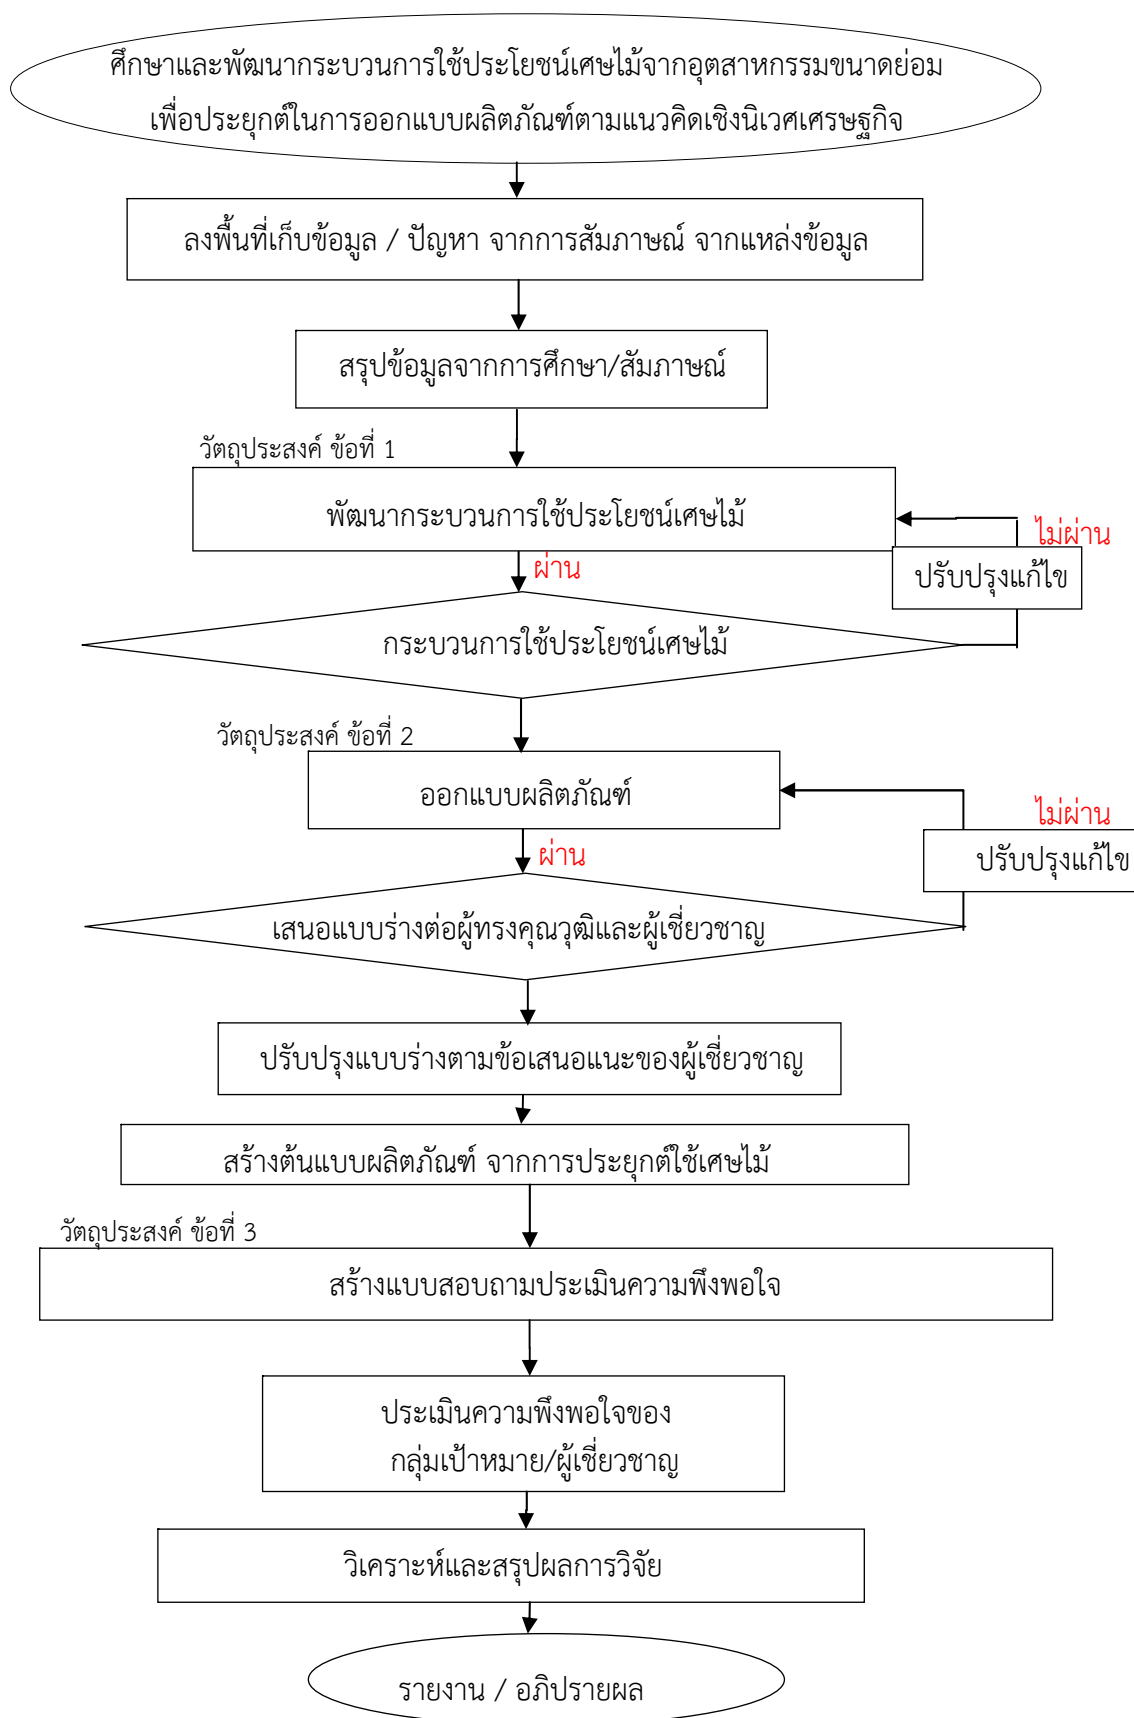 ศึกษาและพัฒนากระบวนการใช้ประโยชน์เศษไม้จากอุตสาหกรรมขนาดย่อม
เพื่อประยุกต์ในการออกแบบผลิตภัณฑ์ตามแนวคิดเชิงนิเวศเศรษฐกิจ
ลงพื้นที่เก็บข้อมูล / ปัญหา จากการสัมภาษณ์ จากแหล่งข้อมูล
สรุปข้อมูลจากการศึกษา/สัมภาษณ์
วัตถุประสงค์ ข้อที่ 1
พัฒนากระบวนการใช้ประโยชน์เศษไม้
ไม่ผ่าน
ผ่าน
ปรับปรุงแก้ไข
กระบวนการใช้ประโยชน์เศษไม้
วัตถุประสงค์ ข้อที่ 2
ออกแบบผลิตภัณฑ์
ไม่ผ่าน
ผ่าน
ปรับปรุงแก้ไข
เสนอแบบร่างต่อผู้ทรงคุณวุฒิและผู้เชี่ยวชาญ
ปรับปรุงแบบร่างตามข้อเสนอแนะของผู้เชี่ยวชาญ
สร้างต้นแบบผลิตภัณฑ์ จากการประยุกต์ใช้เศษไม้
วัตถุประสงค์ ข้อที่ 3
สร้างแบบสอบถามประเมินความพึงพอใจ
ประเมินความพึงพอใจของ
กลุ่มเป้าหมาย/ผู้เชี่ยวชาญ
วิเคราะห์และสรุปผลการวิจัย
รายงาน / อภิปรายผล